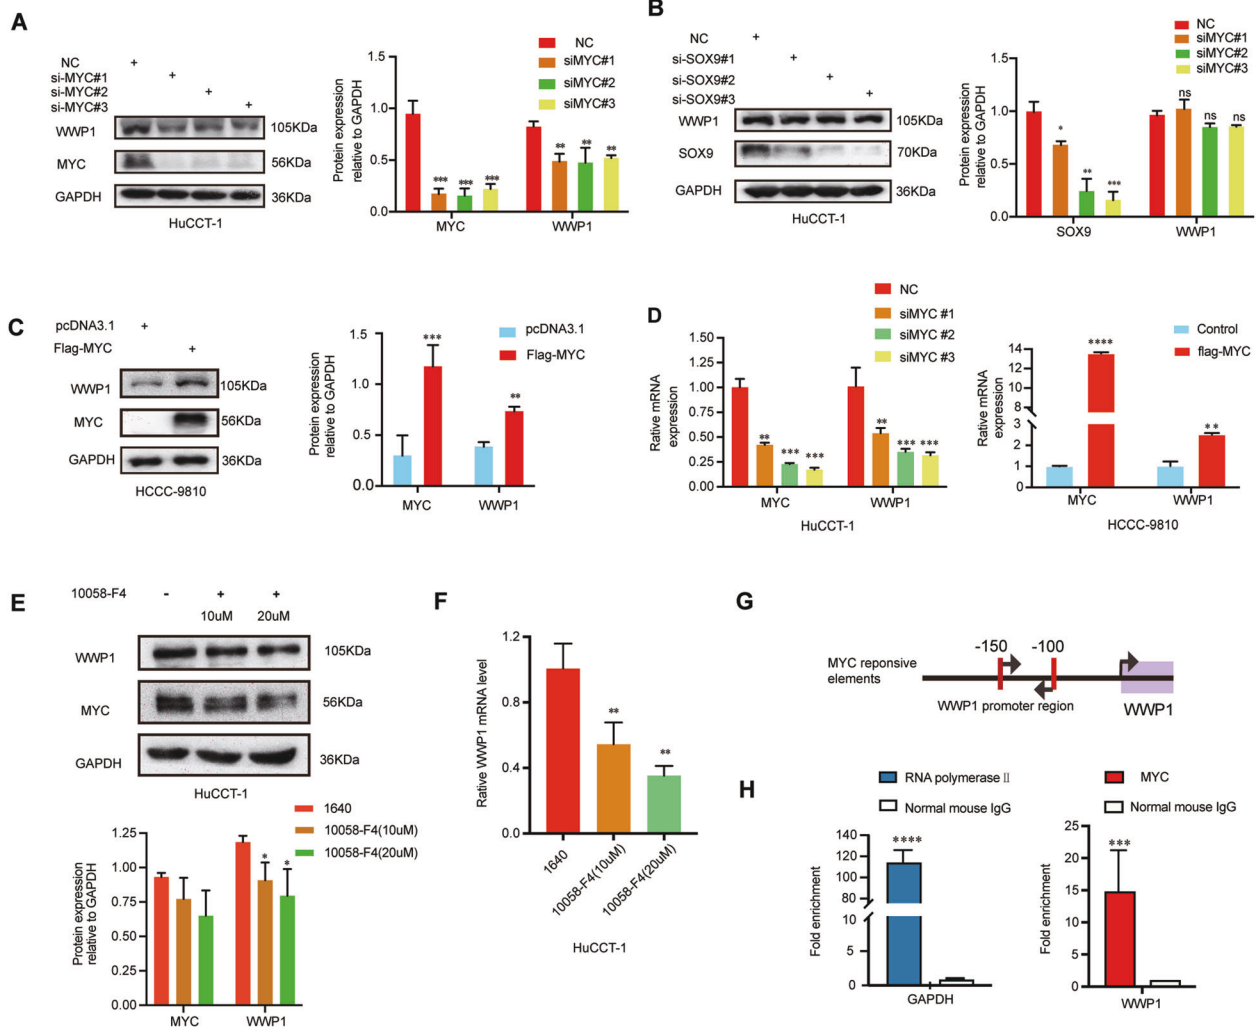 A
NC +
si-MYC#1 +
si-MYC#2 +
si-MYC#3 +
WWP1 105KDa
MYC 56KDa
GAPDH 36KDa
HuCCT-1
Protein expression
relative to GAPDH
1.5
1.0
0.5
0.0
NC
siMYC#1
siMYC#2
siMYC#3
*** *** *** ** ** **
MYC WWP1
B
NC +
si-SOX9#1 +
si-SOX9#2 +
si-SOX9#3 +
WWP1 105KDa
SOX9 70KDa
GAPDH 36KDa
HuCCT-1
Protein expression
relative to GAPDH
1.5
1.0
0.5
0.0
NC
siMYC#1
siMYC#2
siMYC#3
* ** *** ns ns ns
SOX9 WWP1
C
pcDNA3.1 +
Flag-MYC +
WWP1 105KDa
MYC 56KDa
GAPDH 36KDa
HCCC-9810
Protein expression
relative to GAPDH
1.5
1.0
0.5
0.0
pcDNA3.1
Flag-MYC
*** **
MYC WWP1
D
NC
siMYC #1
siMYC #2
siMYC #3
Rative mRNA
expression
1.50
1.25
1.00
0.75
0.50
0.25
0.00
** *** *** ** *** ***
MYC WWP1
HuCCT-1
Control
flag-MYC
Rative mRNA
expression
14
12
10
8
3
2
1
0
**** **
MYC WWP1
HCCC-9810
E
10058-F4 - + +
10uM 20uM
WWP1 105KDa
MYC 56KDa
GAPDH 36KDa
HuCCT-1
1640
10058-F4(10uM)
10058-F4(20uM)
Protein expression
relative to GAPDH
1.25
1.00
0.75
0.50
0.25
0.00
* *
MYC WWP1
F
Rative WWP1 mRNA level
1.2
0.8
0.4
0.0
** **
1640
10058-F4(10uM)
10058-F4(20uM)
HuCCT-1
G
-150 -100
MYC reponsive
elements
WWP1 promoter region
WWP1
H
RNA polymerase II
Normal mouse IgG
Fold enrichment
140
120
100
80
10
5
0
****
GAPDH
MYC
Normal mouse IgG
Fold enrichment
25
20
15
10
5
0
***
WWP1